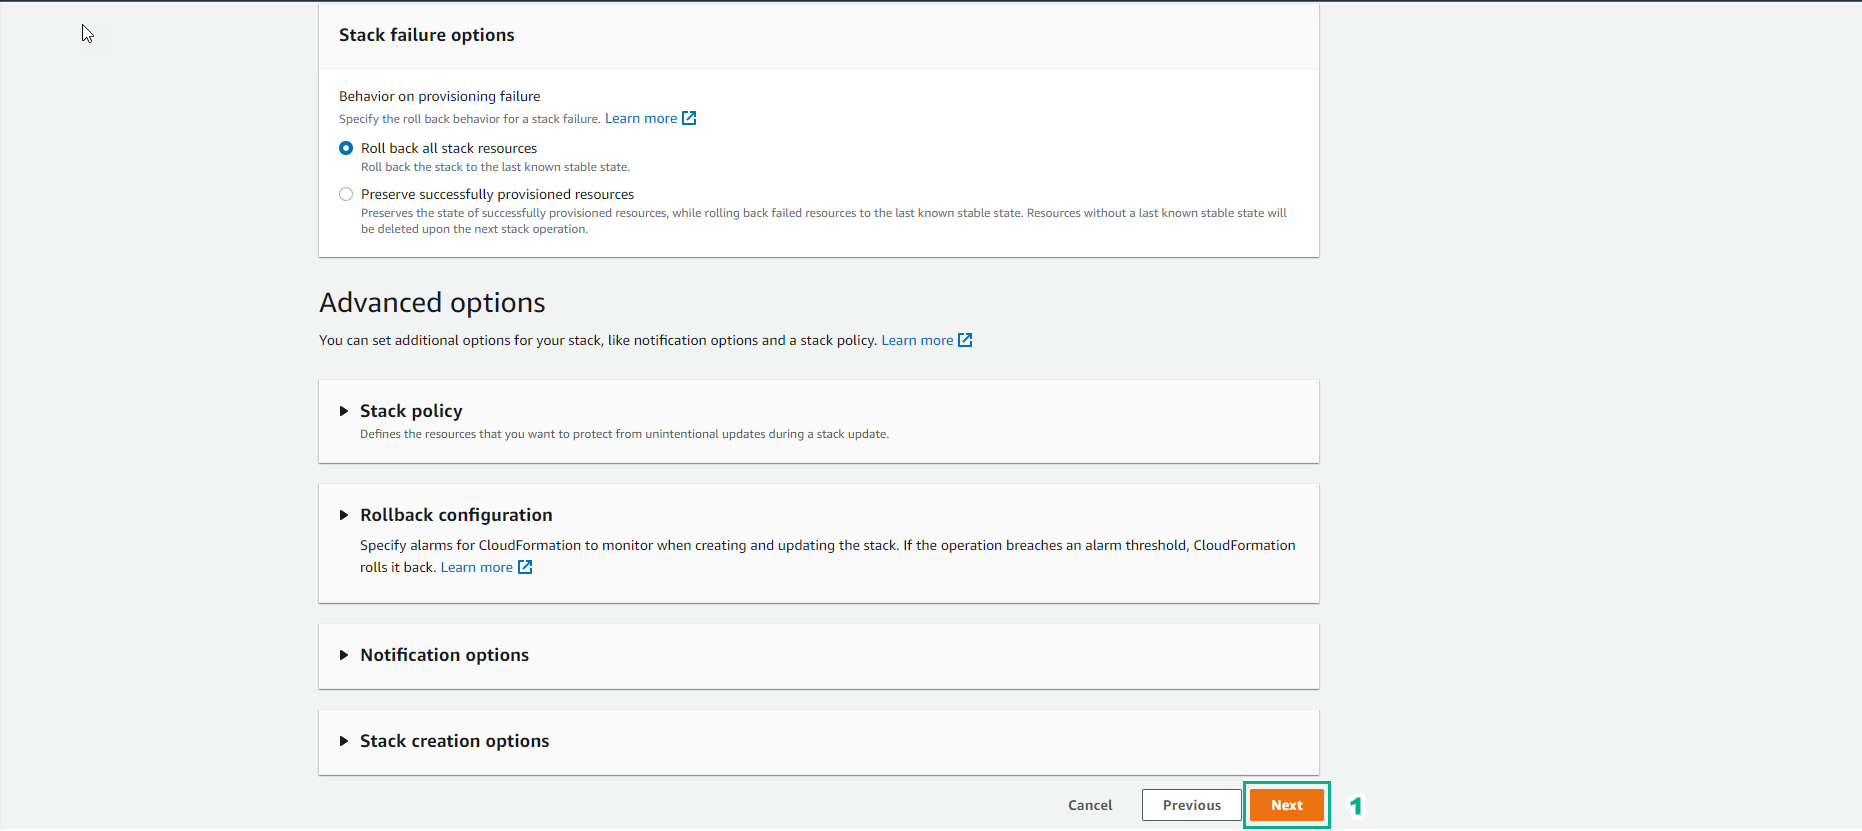 Stack failure options
Behavior on provisioning failure
Specify the roll back behavior for a stack failure. Learn more
Roll back all stack resources
Roll back the stack to the last known stable state.
Preserve successfully provisioned resources
Preserves the state of successfully provisioned resources, while rolling back failed resources to the last known stable state. Resources without a last known stable state will
be deleted upon the next stack operation.
Advanced options
You can set additional options for your stack, like notification options and a stack policy. Learn more
Stack policy
Defines the resources that you want to protect from unintentional updates during a stack update.
Rollback configuration
Specify alarms for CloudFormation to monitor when creating and updating the stack. If the operation breaches an alarm threshold, CloudFormation
rolls it back. Learn more
Notification options
Stack creation options
Cancel Previous Next 1